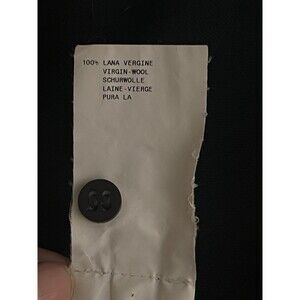 100% LANA VERGINE
VIRGIN-WOOL
SCHURWOLLE
LAINE-VIERGE
PURA LA